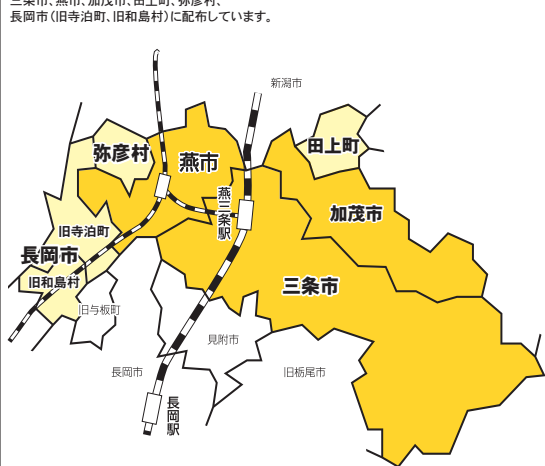 三条市、燕市、加茂市、田上町、弥彦村、
長岡市(旧寺泊町、旧和島村)に配布しています。
新潟市
田上町
弥彦村
燕市
燕三条駅
加茂市
旧寺泊町
長岡市
旧和島村
三条市
旧与板町
見附市
長岡市
旧栃尾市
長岡駅